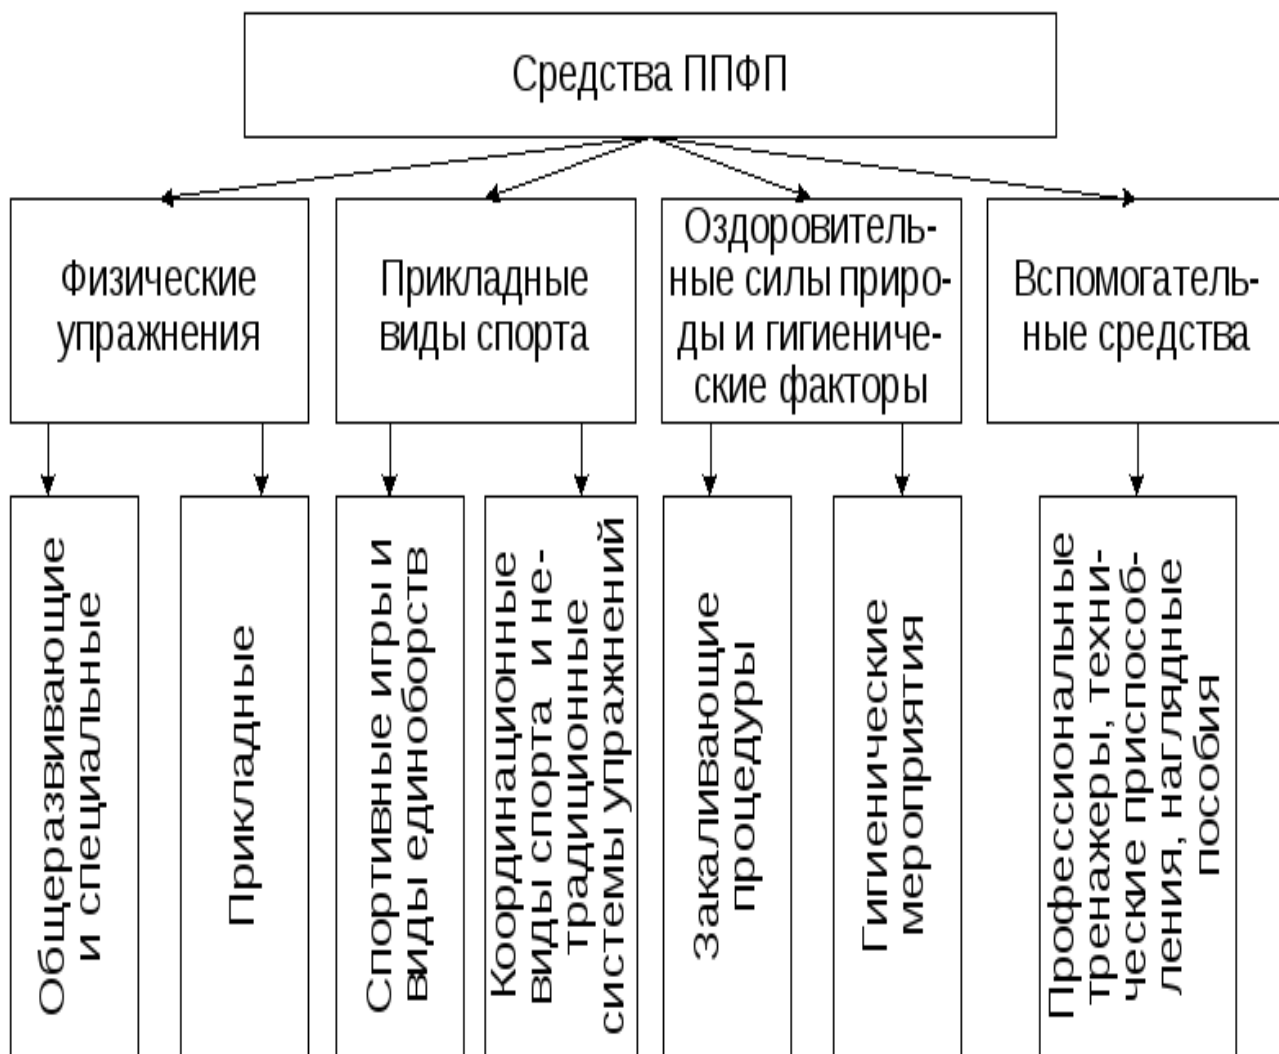 Средства ППФП
Физические
упражнения
Прикладные
виды спорта
Оздоровитель-
ные силы приро-
ды и гигиениче-
ские факторы
Вспомогатель-
ные средства
Общеразвивающие
и специальные
Прикладные
Спортивные игры и
виды единоборств
Координационные
виды спорта и не-
традиционные
системы упражнений
Закаливающие
процедуры
Гигиенические
мероприятия
Профессиональные
тренажеры, техни-
ческие приспособ-
ления, наглядные
пособия